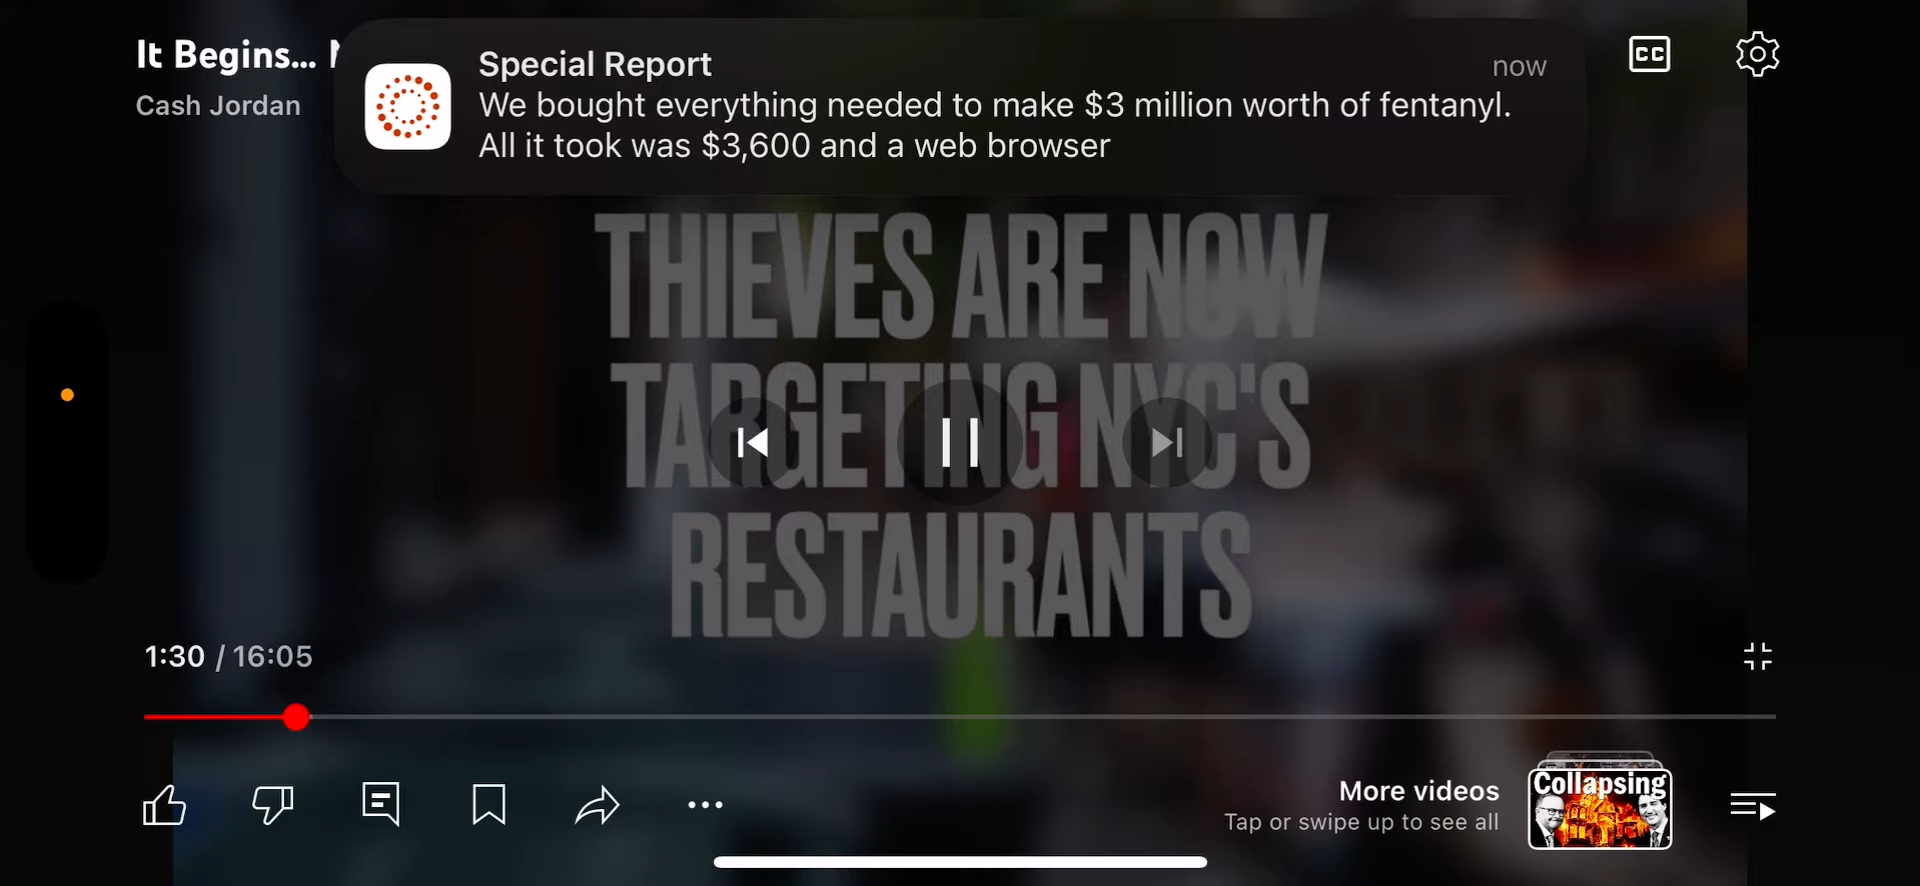 It Begins...
Cash Jordan
Special Report
now
We bought everything needed to make $3 million worth of fentanyl.
All it took was $3,600 and a web browser
CC
THIEVES ARE NOW
TARGETING NYC'S
RESTAURANTS
1:30 / 16:05
More videos
Tap or swipe up to see all
Collapsing